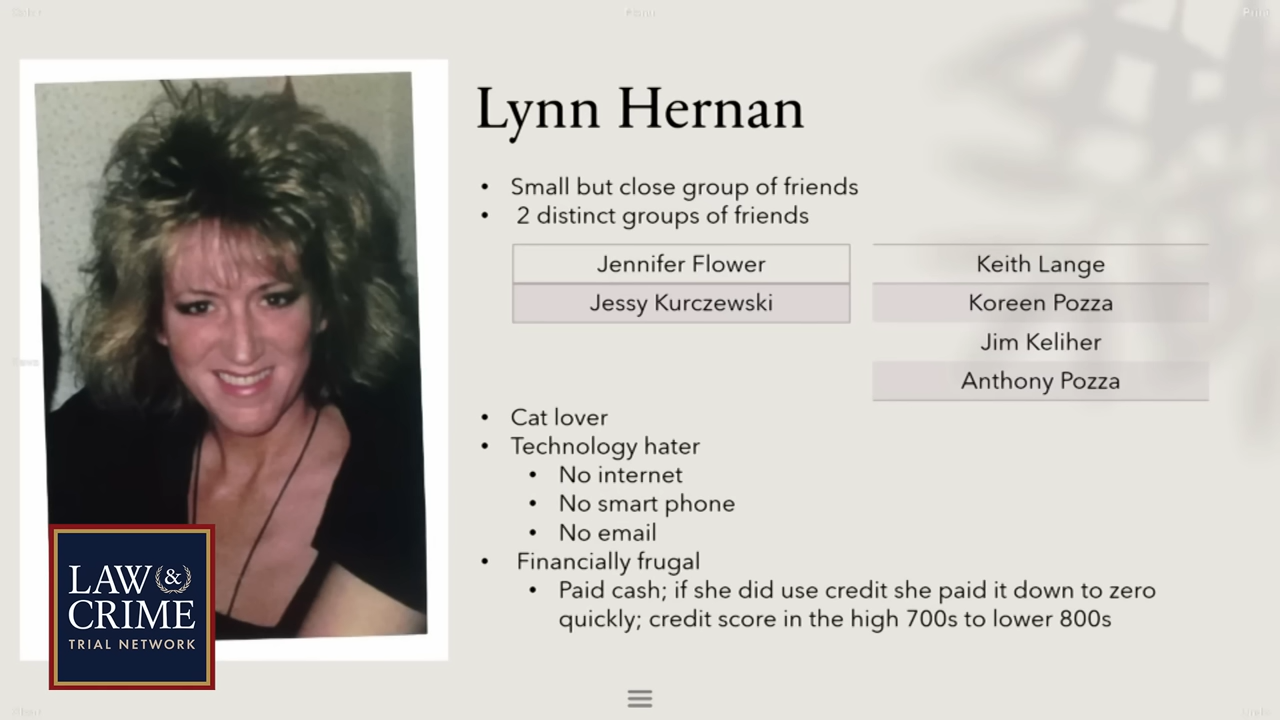 Lynn Hernan
• Small but close group of friends
• 2 distinct groups of friends
Jennifer Flower
Jessy Kurczewski
Keith Lange
Koreen Pozza
Jim Keliher
Anthony Pozza
• Cat lover
• Technology hater
• No internet
• No smart phone
• No email
• Financially frugal
• Paid cash; if she did use credit she paid it down to zero
quickly; credit score in the high 700s to lower 800s
LAW &
CRIME
TRIAL NETWORK